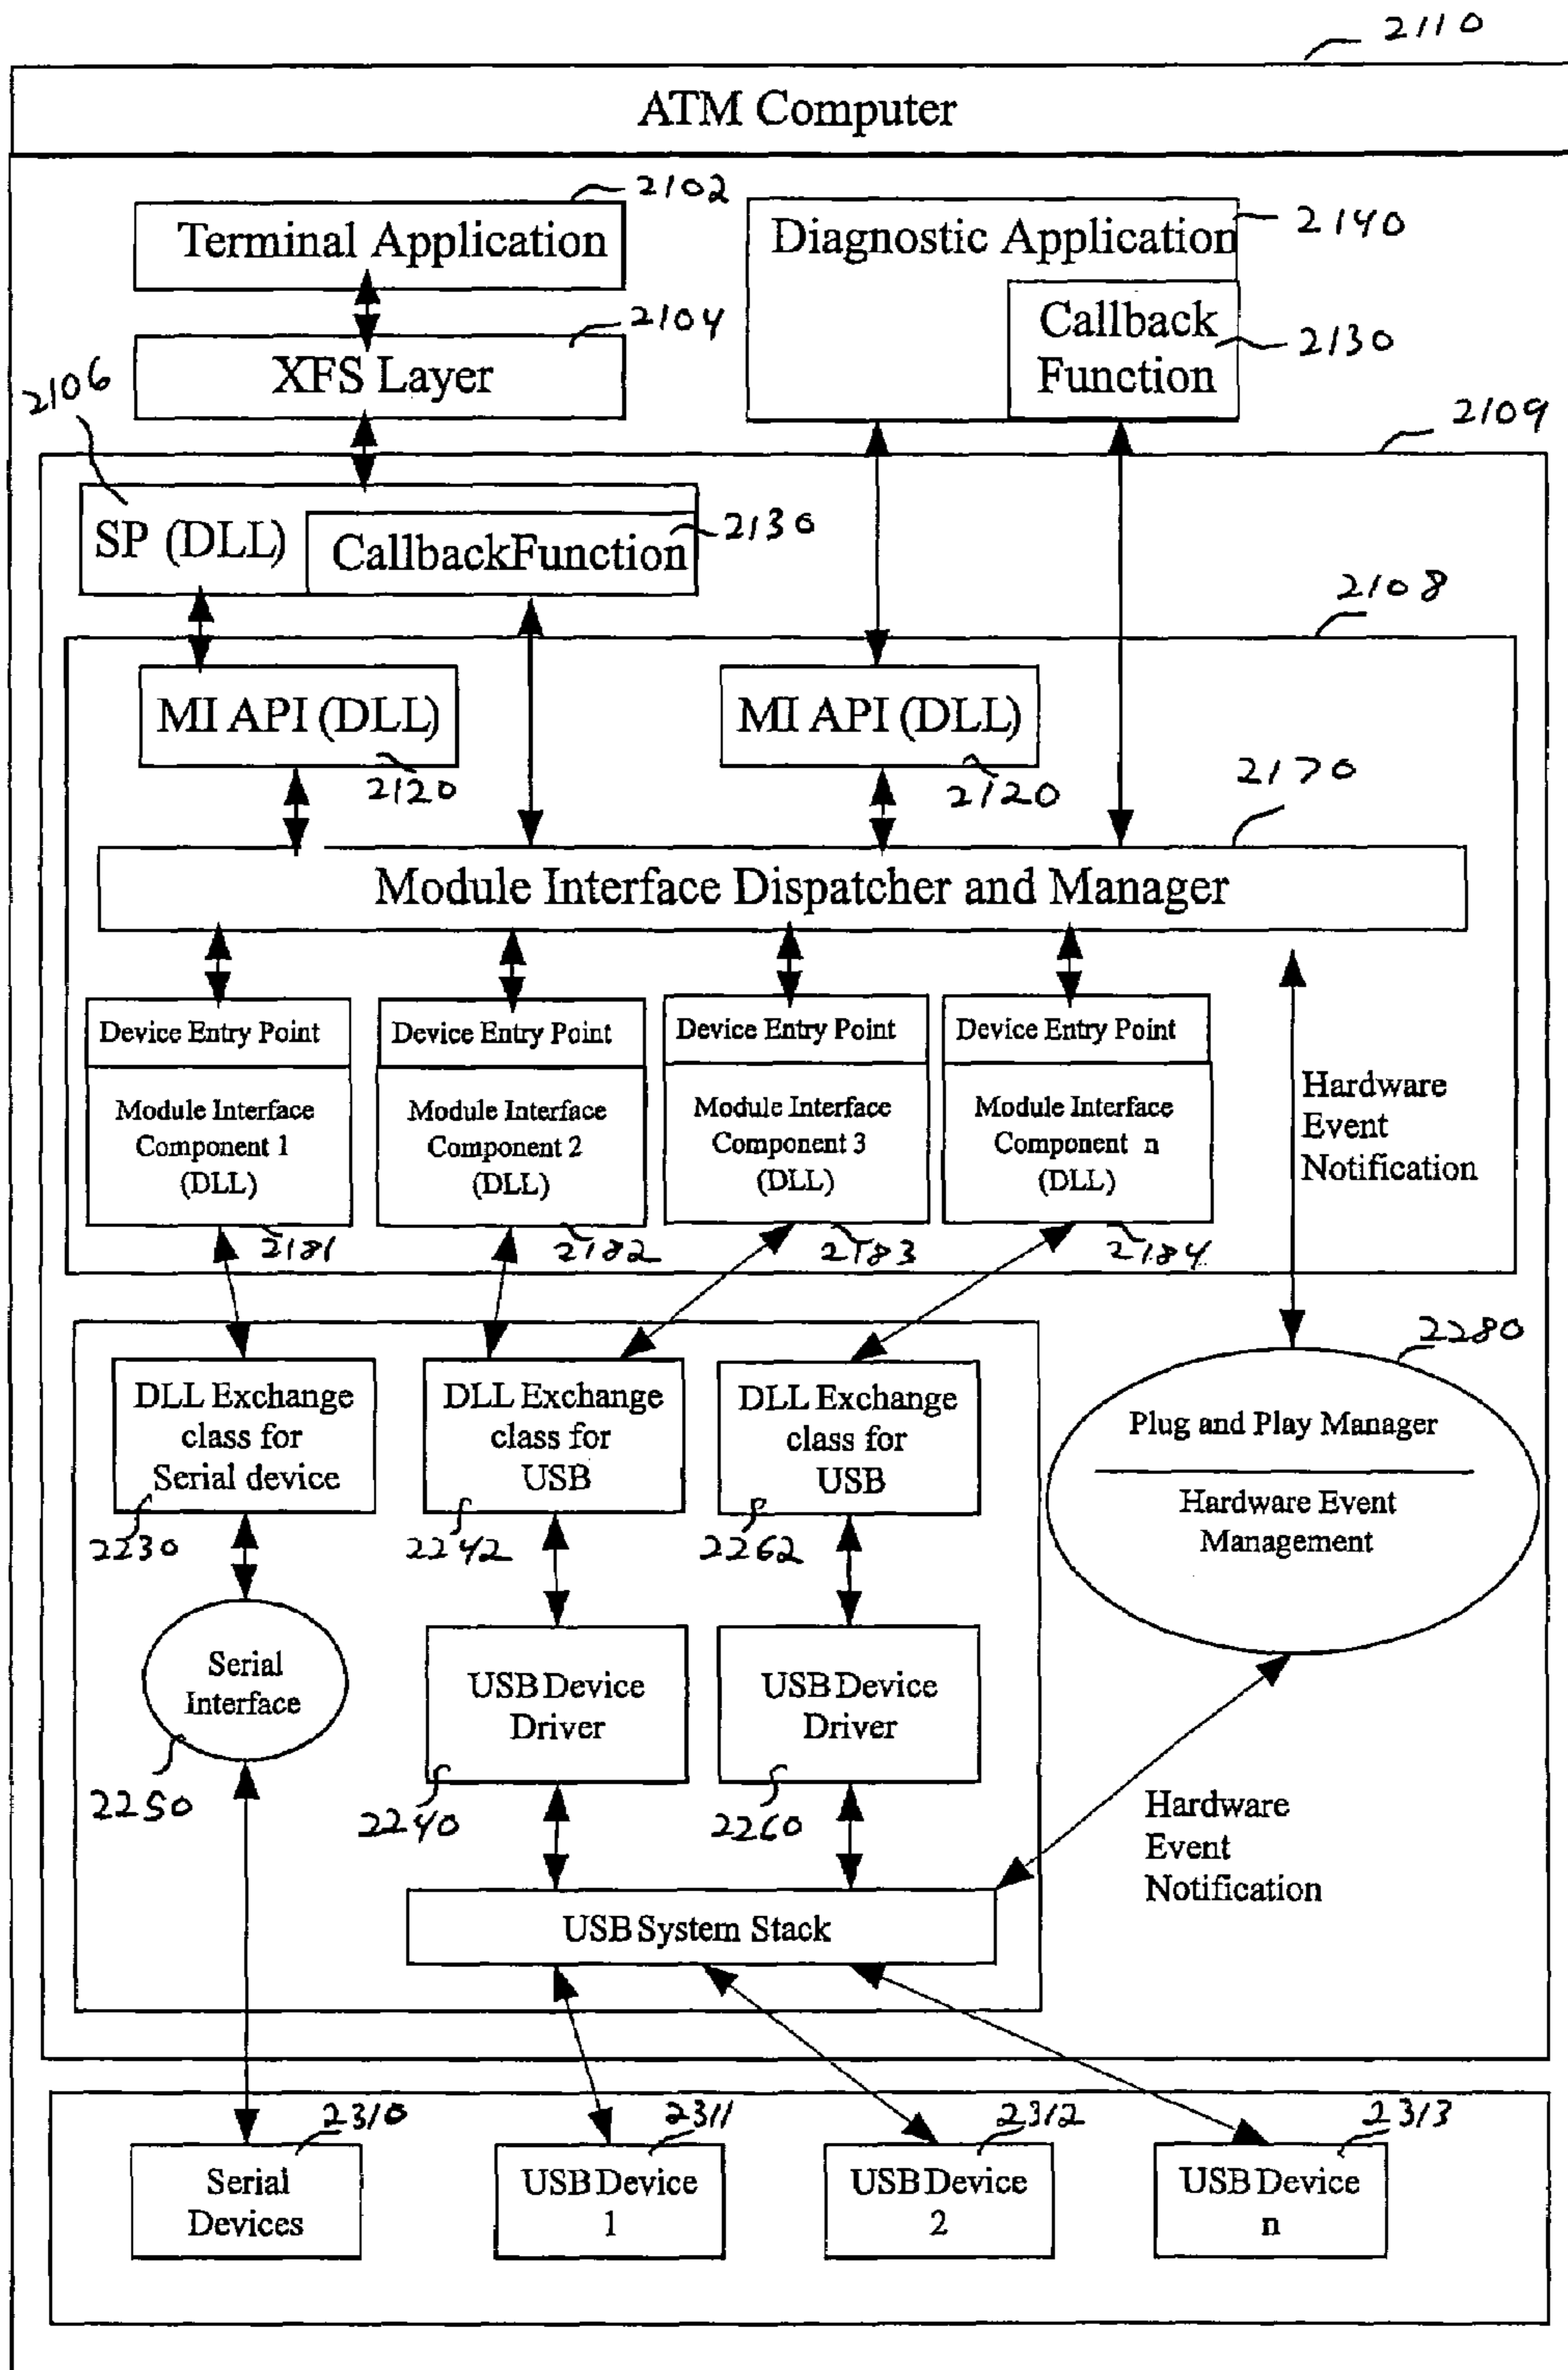 2110
ATM Computer
2102
Terminal Application
2140
Diagnostic Application
Callback
Function
2130
2104
XFS Layer
2106
2109
SP (DLL)
CallbackFunction
2130
2108
MI API (DLL)
2120
MI API (DLL)
2120
2170
Module Interface Dispatcher and Manager
Device Entry Point
Device Entry Point
Device Entry Point
Device Entry Point
Module Interface
Component 1
(DLL)
Module Interface
Component 2
(DLL)
Module Interface
Component 3
(DLL)
Module Interface
Component n
(DLL)
Hardware
Event
Notification
2181
2182
2183
2184
2280
DLL Exchange
class for
Serial device
DLL Exchange
class for
USB
DLL Exchange
class for
USB
Plug and Play Manager
Hardware Event
Management
2230
2242
2262
Serial
Interface
USB Device
Driver
USB Device
Driver
2250
2240
2260
Hardware
Event
Notification
USB System Stack
2310
2311
2312
2313
Serial
Devices
USB Device
1
USB Device
2
USB Device
n